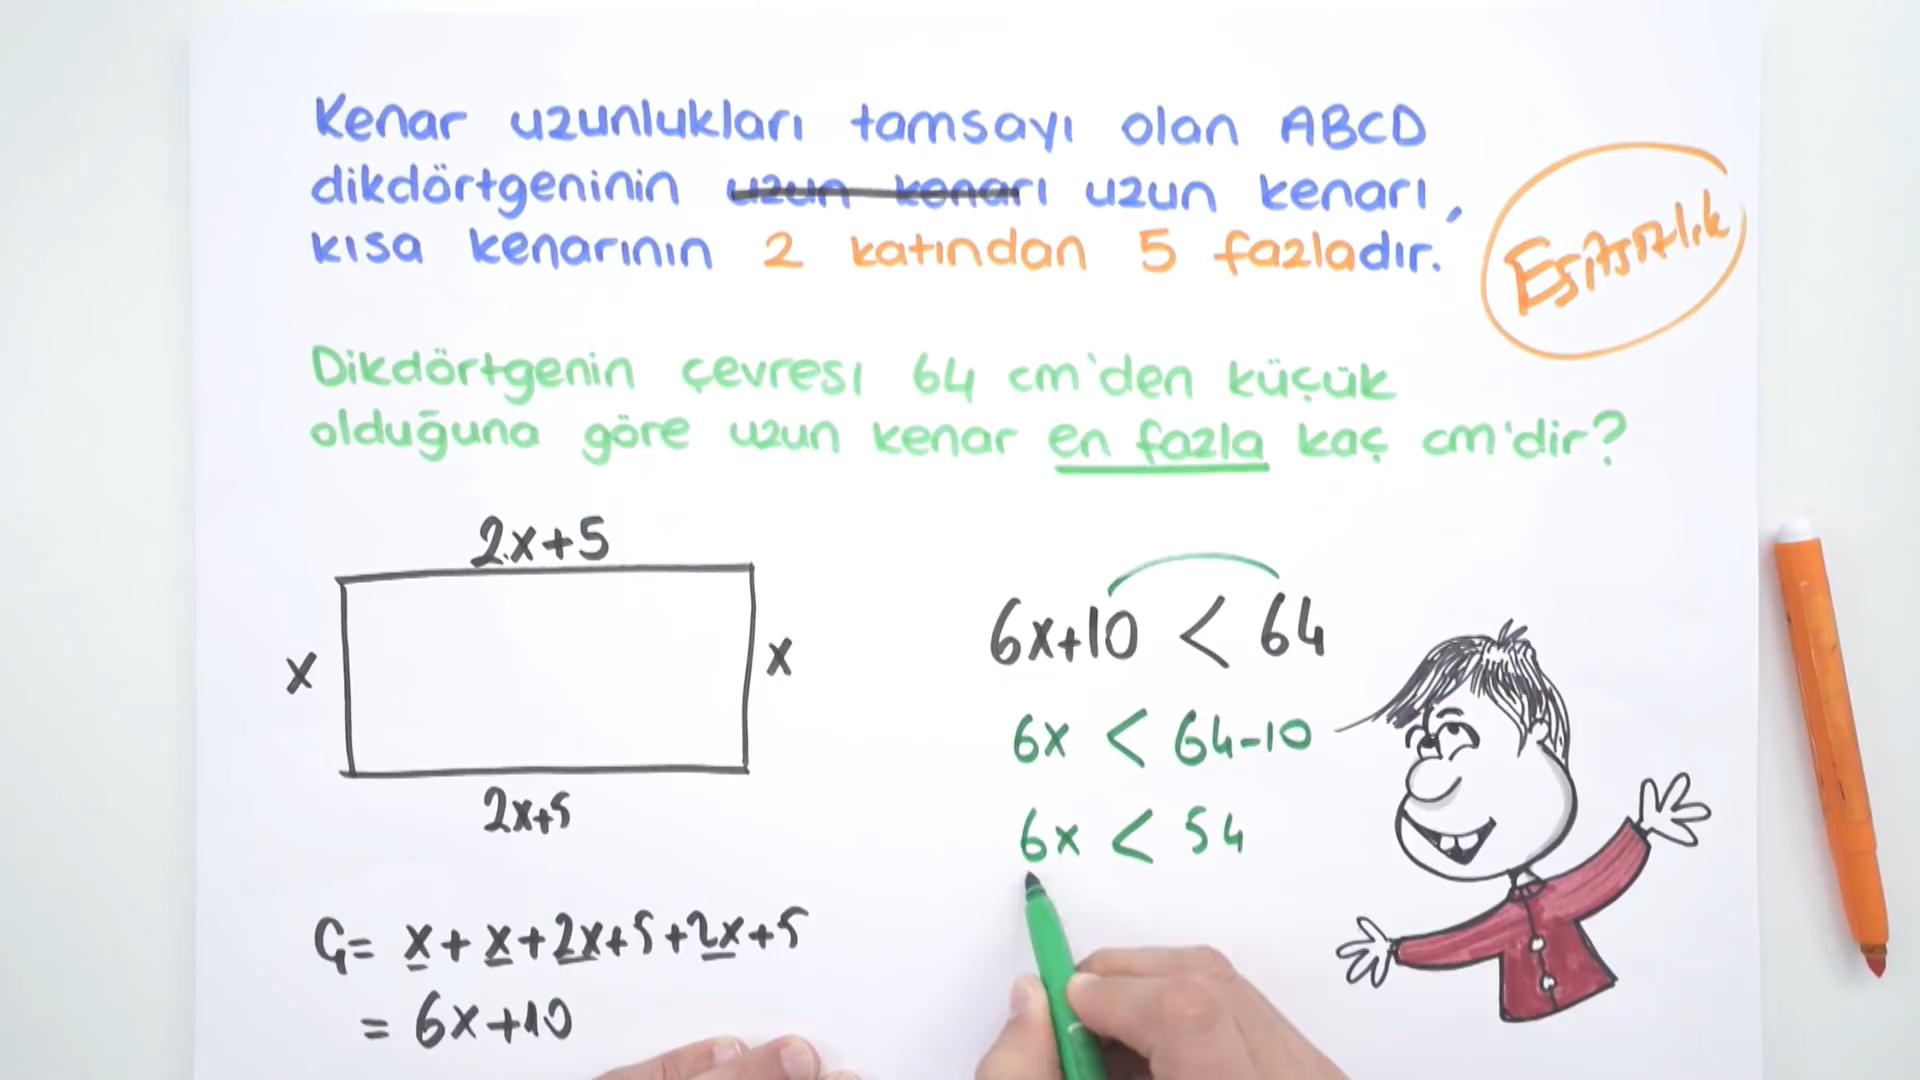 Kenar uzunlukları tamsayı olan ABCD
dikdörtgeninin uzun kenarı uzun kenarı,
kısa kenarının 2 katından 5 fazladır.
Eşitsizlik
Dikdörtgenin çevresi 64 cm'den küçük
olduğuna göre uzun kenar en fazla kaç cm'dir?
2x+5
x
x
2x+5
Ç= x+x+2x+5+2x+5
= 6x+10
6x+10 < 64
6x < 64-10
6x < 54